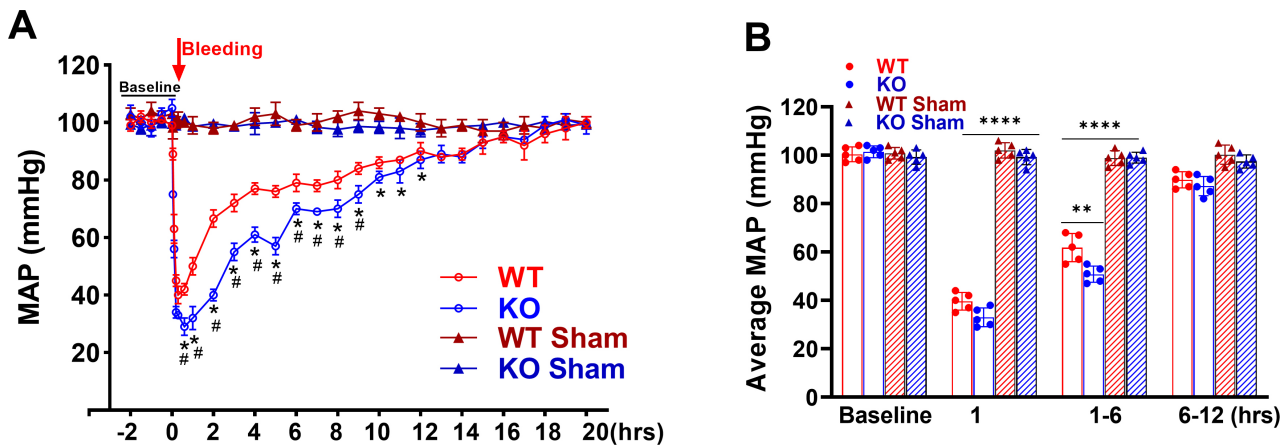 A
Bleeding
Baseline
MAP (mmHg)
120
100
80
60
40
20
-2 0 2 4 6 8 10 12 14 16 18 20(hrs)
* * * * * * * * * * * * *
# # # # # # # # # #
WT
KO
WT Sham
KO Sham
B
WT
KO
WT Sham
KO Sham
Average MAP (mmHg)
120
100
80
60
40
20
0
****
****
**
Baseline 1 1-6 6-12 (hrs)